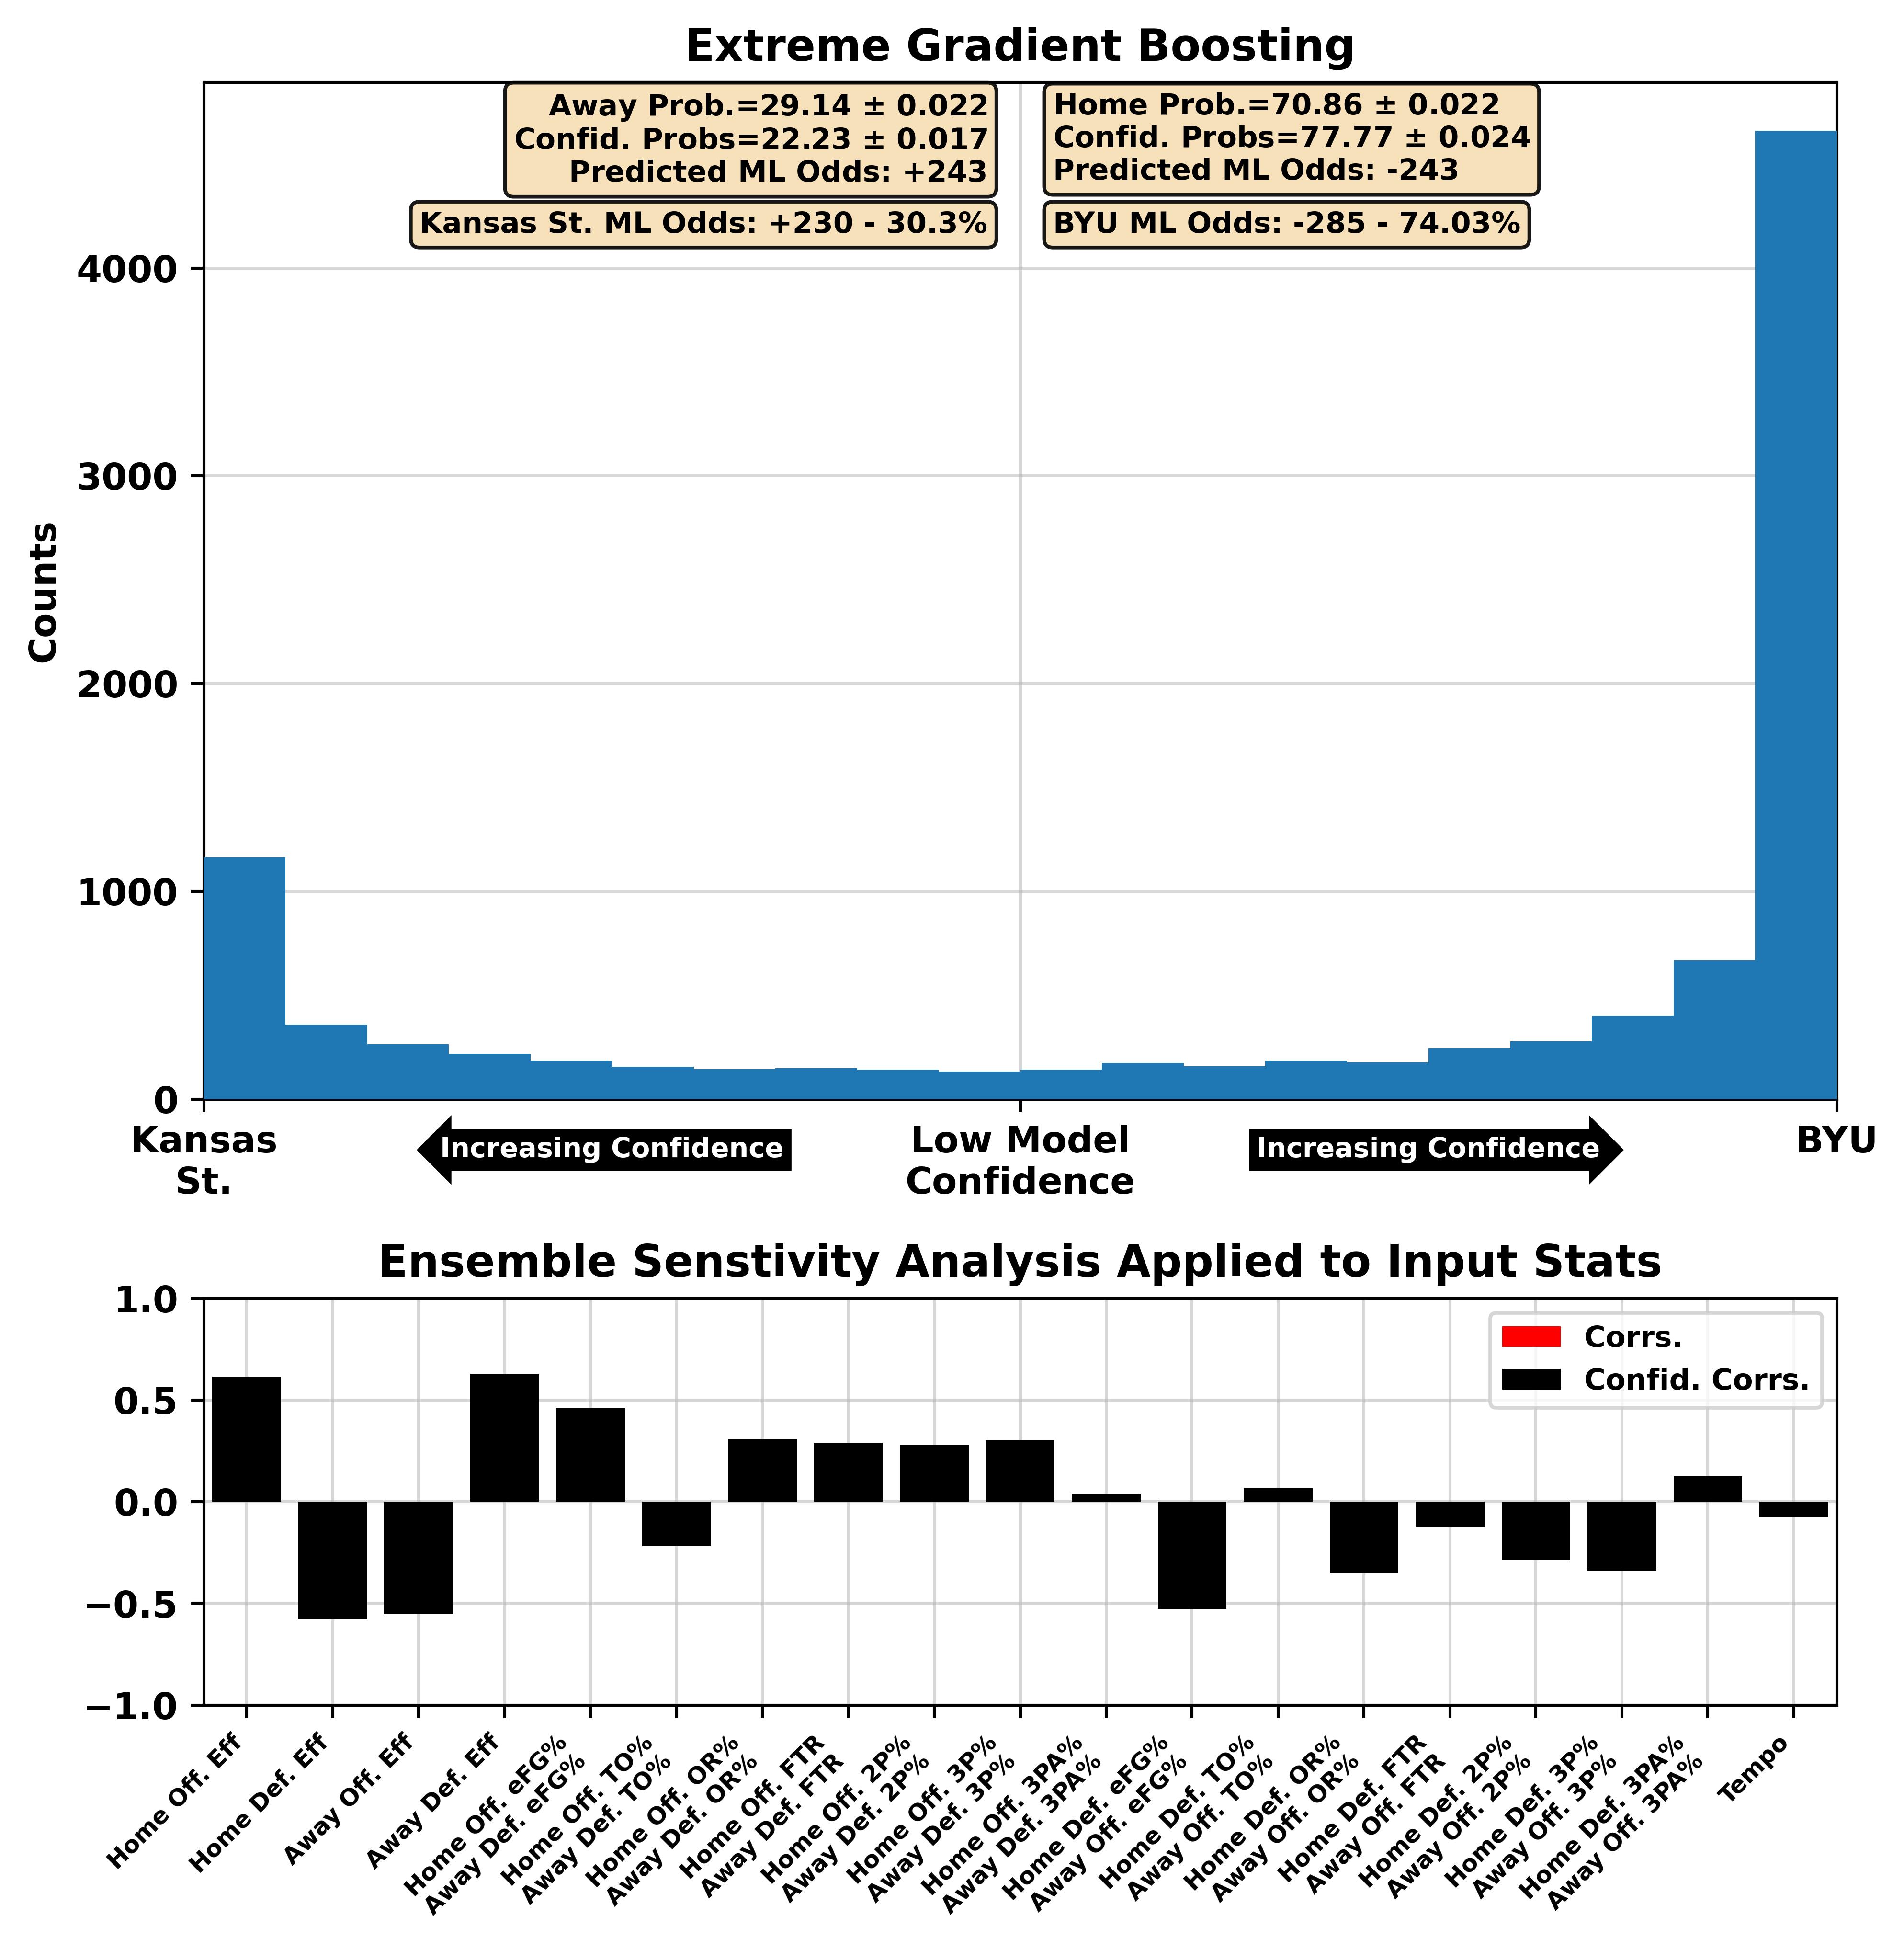 Extreme Gradient Boosting
Away Prob.=29.14 ± 0.022
Confid. Probs=22.23 ± 0.017
Predicted ML Odds: +243
Kansas St. ML Odds: +230 - 30.3%
Home Prob.=70.86 ± 0.022
Confid. Probs=77.77 ± 0.024
Predicted ML Odds: -243
BYU ML Odds: -285 - 74.03%
Counts
4000
3000
2000
1000
0
Kansas
St.
Increasing Confidence
Low Model
Confidence
Increasing Confidence
BYU
Ensemble Senstivity Analysis Applied to Input Stats
1.0
0.5
0.0
−0.5
−1.0
Corrs.
Confid. Corrs.
Home Off. Eff
Home Def. Eff
Away Off. Eff
Away Def. Eff
Home Off. eFG%
Away Def. eFG%
Home Off. TO%
Away Def. TO%
Home Off. OR%
Away Def. OR%
Home Off. FTR
Away Def. FTR
Home Off. 2P%
Away Def. 2P%
Home Off. 3P%
Away Def. 3P%
Home Off. 3PA%
Away Def. 3PA%
Home Def. eFG%
Away Off. eFG%
Home Def. TO%
Away Off. TO%
Home Def. OR%
Away Off. OR%
Home Def. FTR
Away Off. FTR
Home Def. 2P%
Away Off. 2P%
Home Def. 3P%
Away Off. 3P%
Home Def. 3PA%
Away Off. 3PA%
Tempo